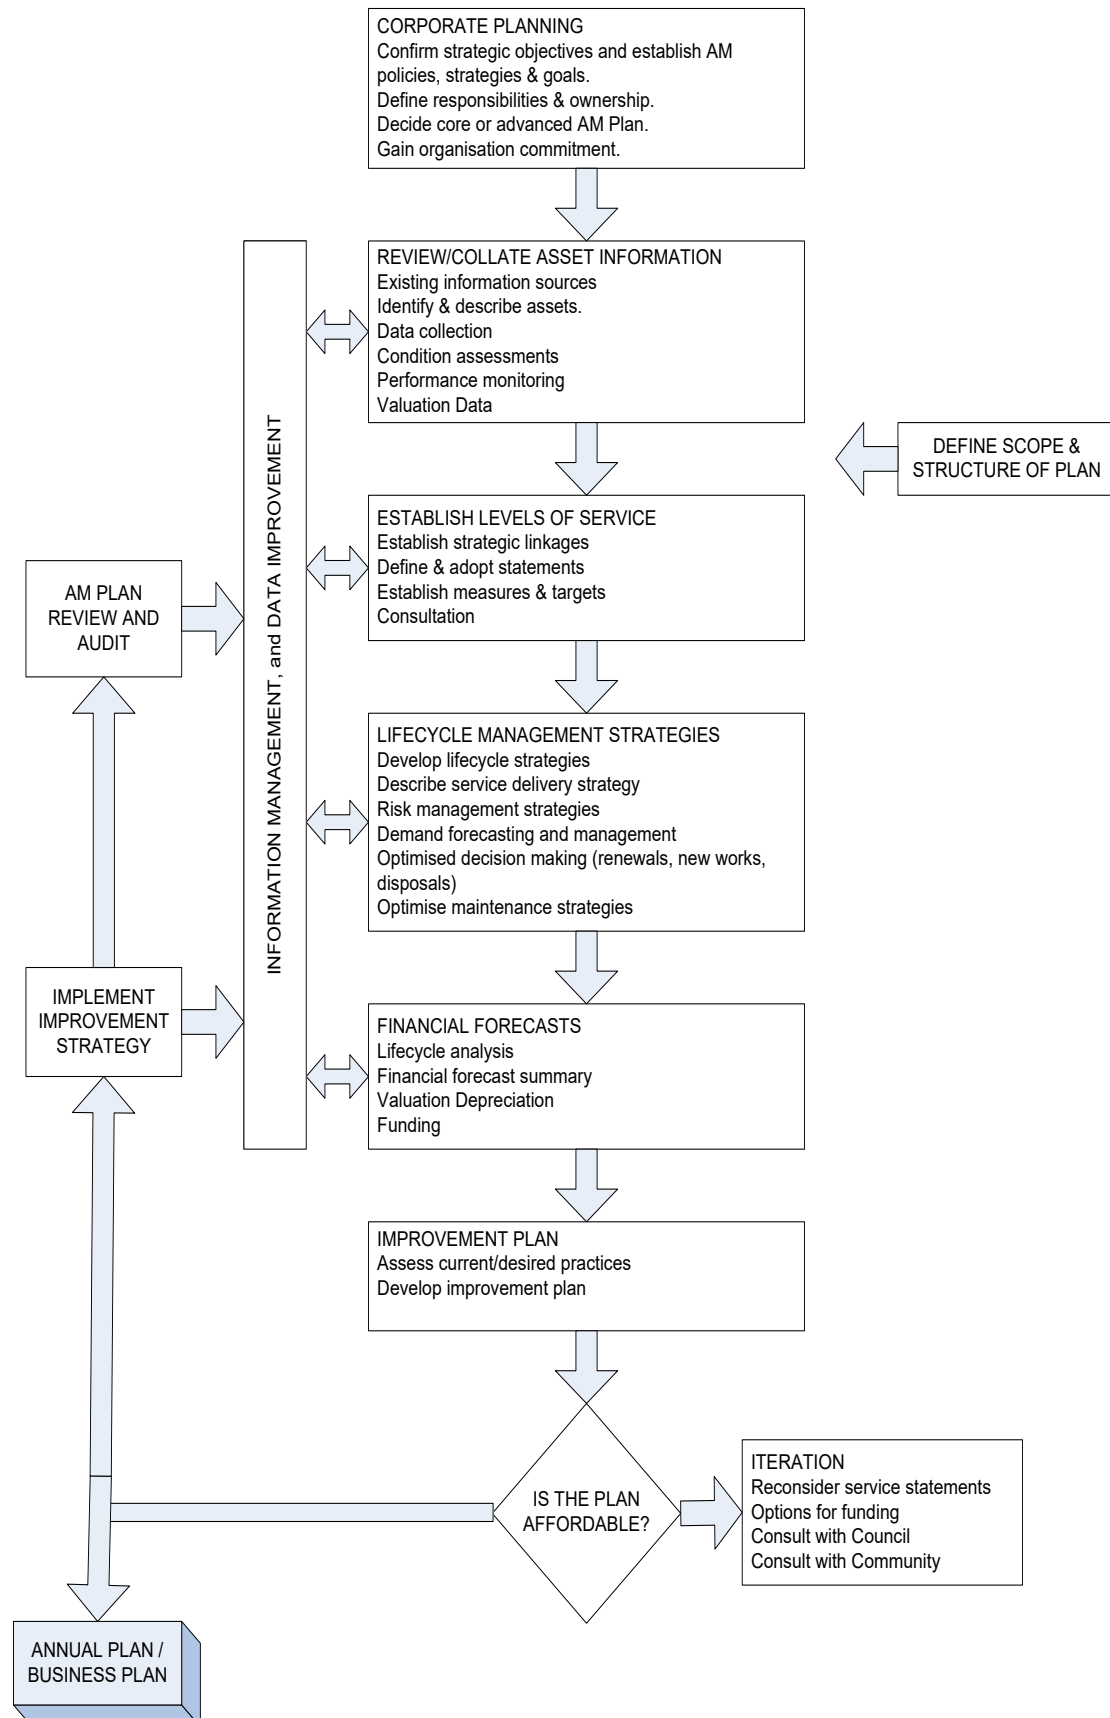 CORPORATE PLANNING
Confirm strategic objectives and establish AM
policies, strategies & goals.
Define responsibilities & ownership.
Decide core or advanced AM Plan.
Gain organisation commitment.
REVIEW/COLLATE ASSET INFORMATION
Existing information sources
Identify & describe assets.
Data collection
Condition assessments
Performance monitoring
Valuation Data
DEFINE SCOPE &
STRUCTURE OF PLAN
INFORMATION MANAGEMENT, and DATA IMPROVEMENT
ESTABLISH LEVELS OF SERVICE
Establish strategic linkages
Define & adopt statements
Establish measures & targets
Consultation
AM PLAN
REVIEW AND
AUDIT
LIFECYCLE MANAGEMENT STRATEGIES
Develop lifecycle strategies
Describe service delivery strategy
Risk management strategies
Demand forecasting and management
Optimised decision making (renewals, new works,
disposals)
Optimise maintenance strategies
IMPLEMENT
IMPROVEMENT
STRATEGY
FINANCIAL FORECASTS
Lifecycle analysis
Financial forecast summary
Valuation Depreciation
Funding
IMPROVEMENT PLAN
Assess current/desired practices
Develop improvement plan
IS THE PLAN
AFFORDABLE?
ITERATION
Reconsider service statements
Options for funding
Consult with Council
Consult with Community
ANNUAL PLAN /
BUSINESS PLAN